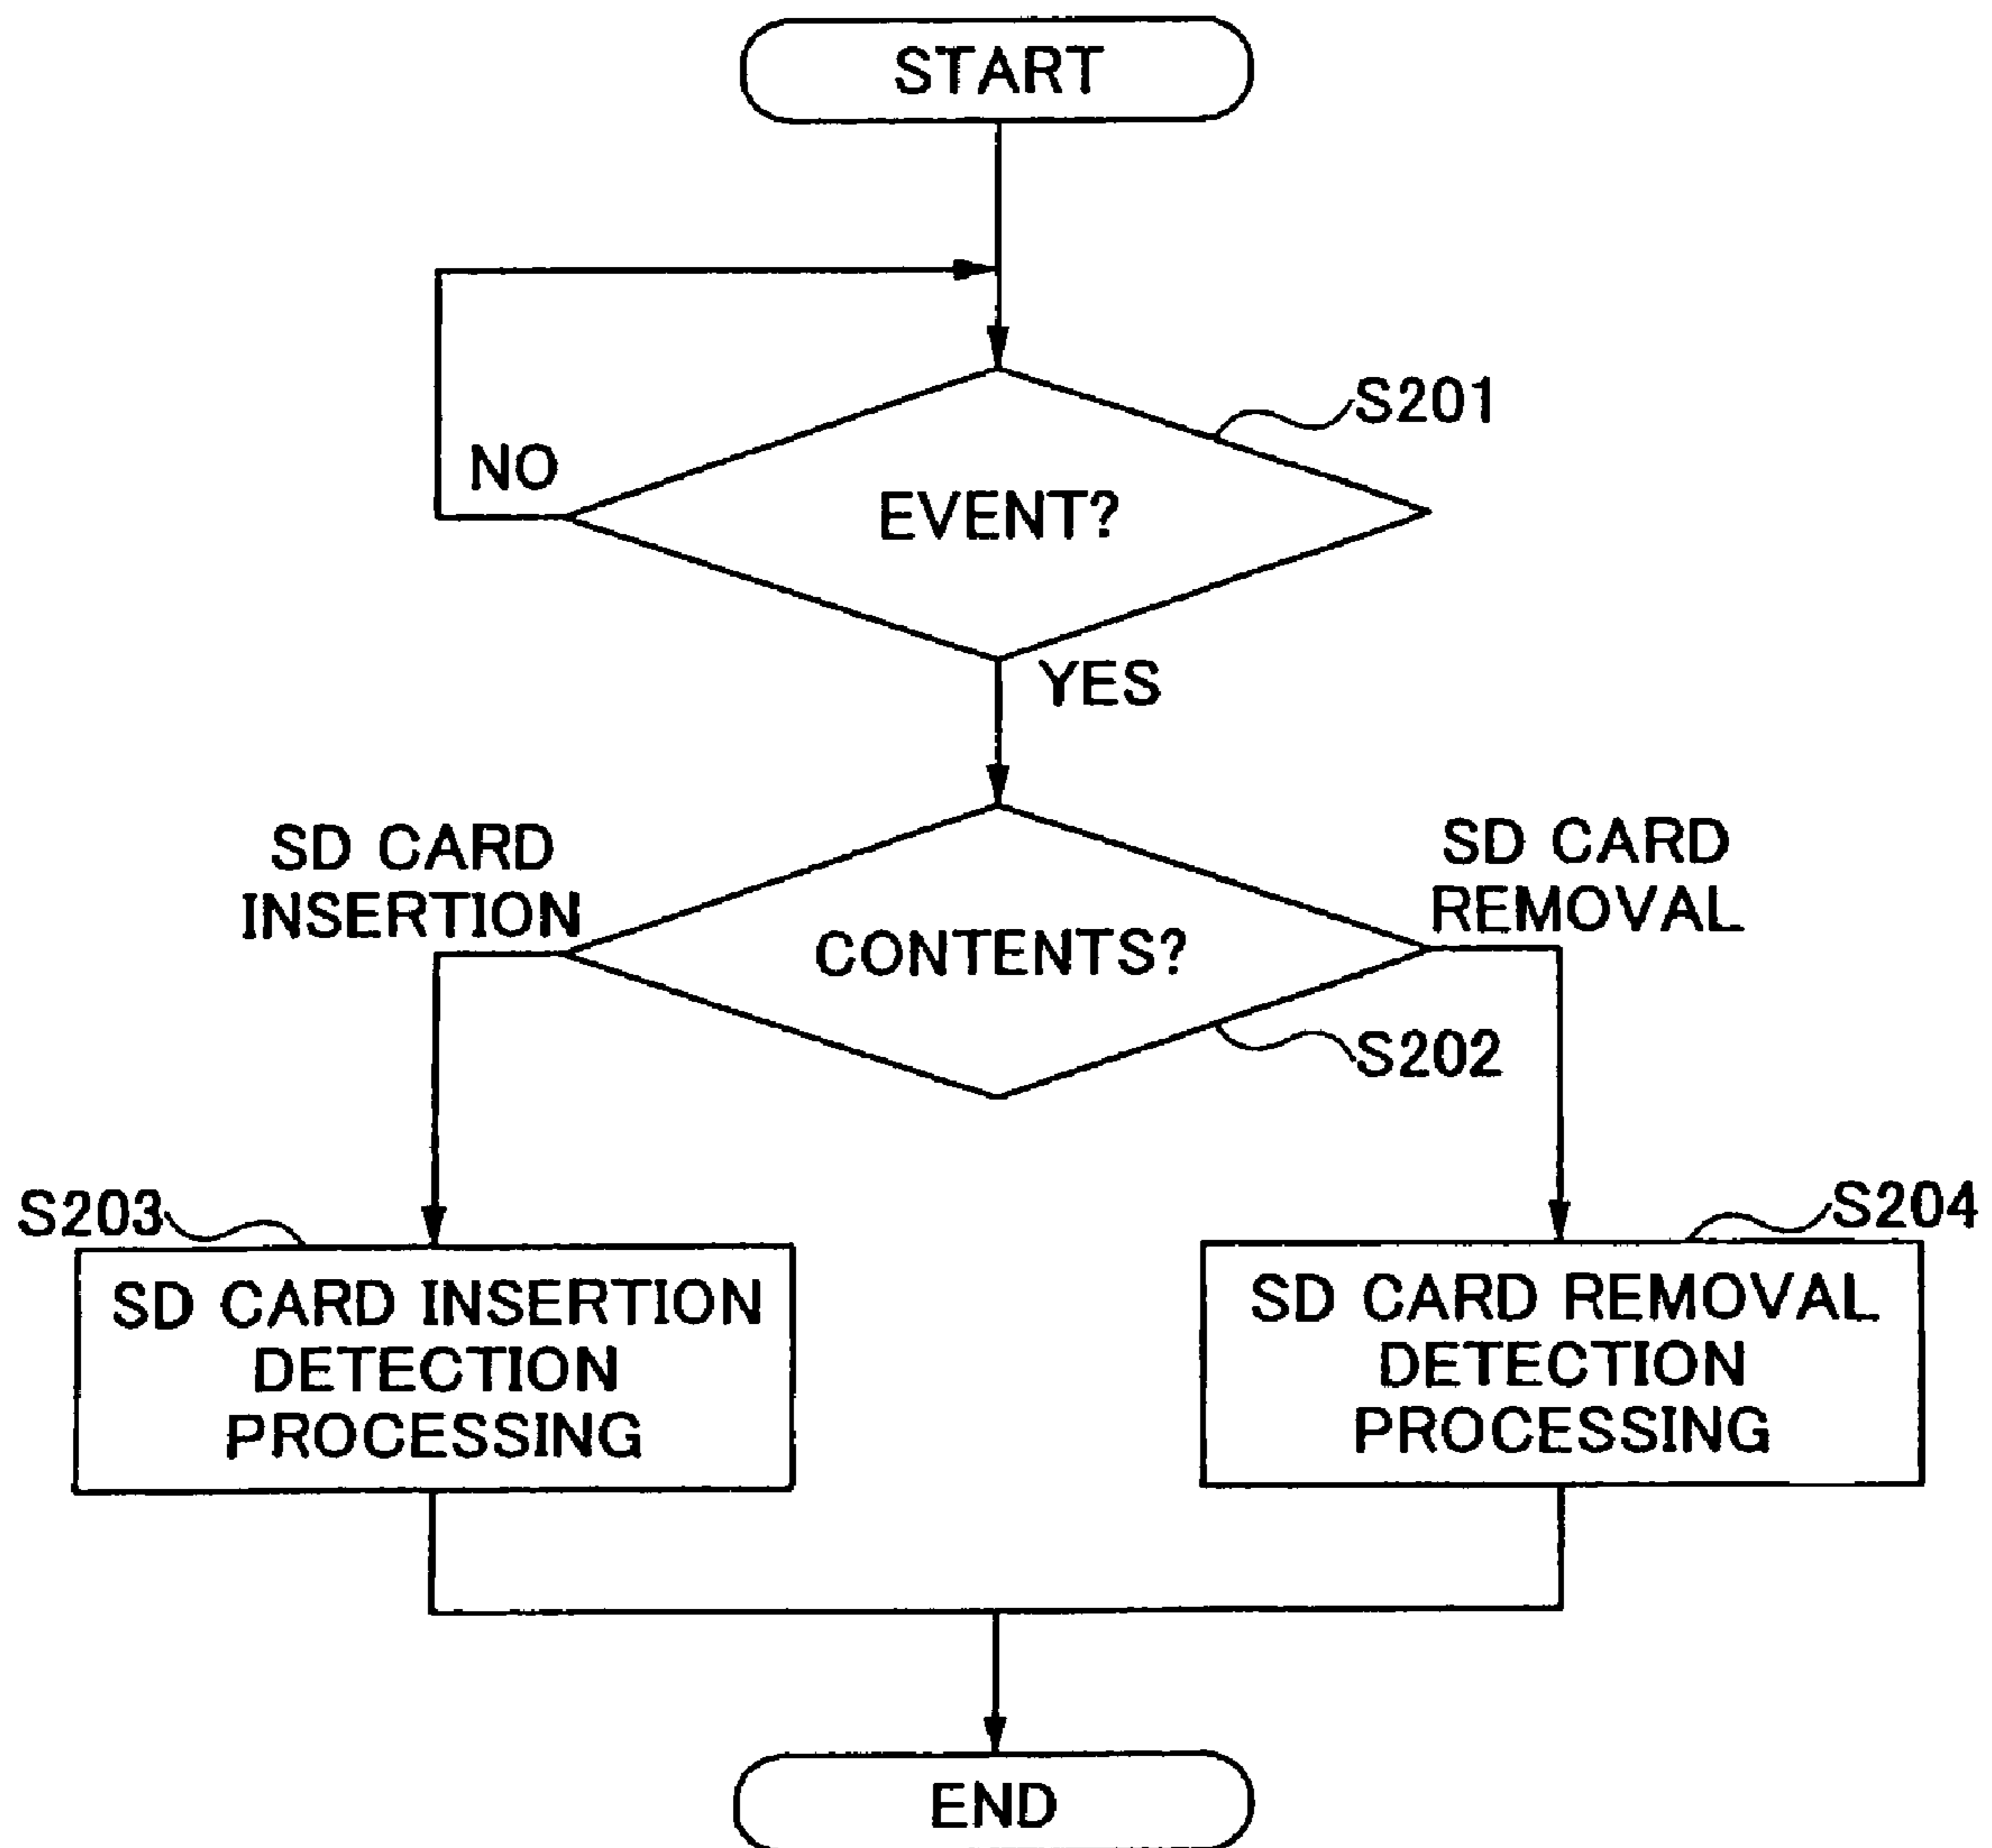 START
S201
NO
EVENT?
YES
SD CARD
INSERTION
SD CARD
REMOVAL
CONTENTS?
S202
S203
S204
SD CARD INSERTION
DETECTION
PROCESSING
SD CARD REMOVAL
DETECTION
PROCESSING
END